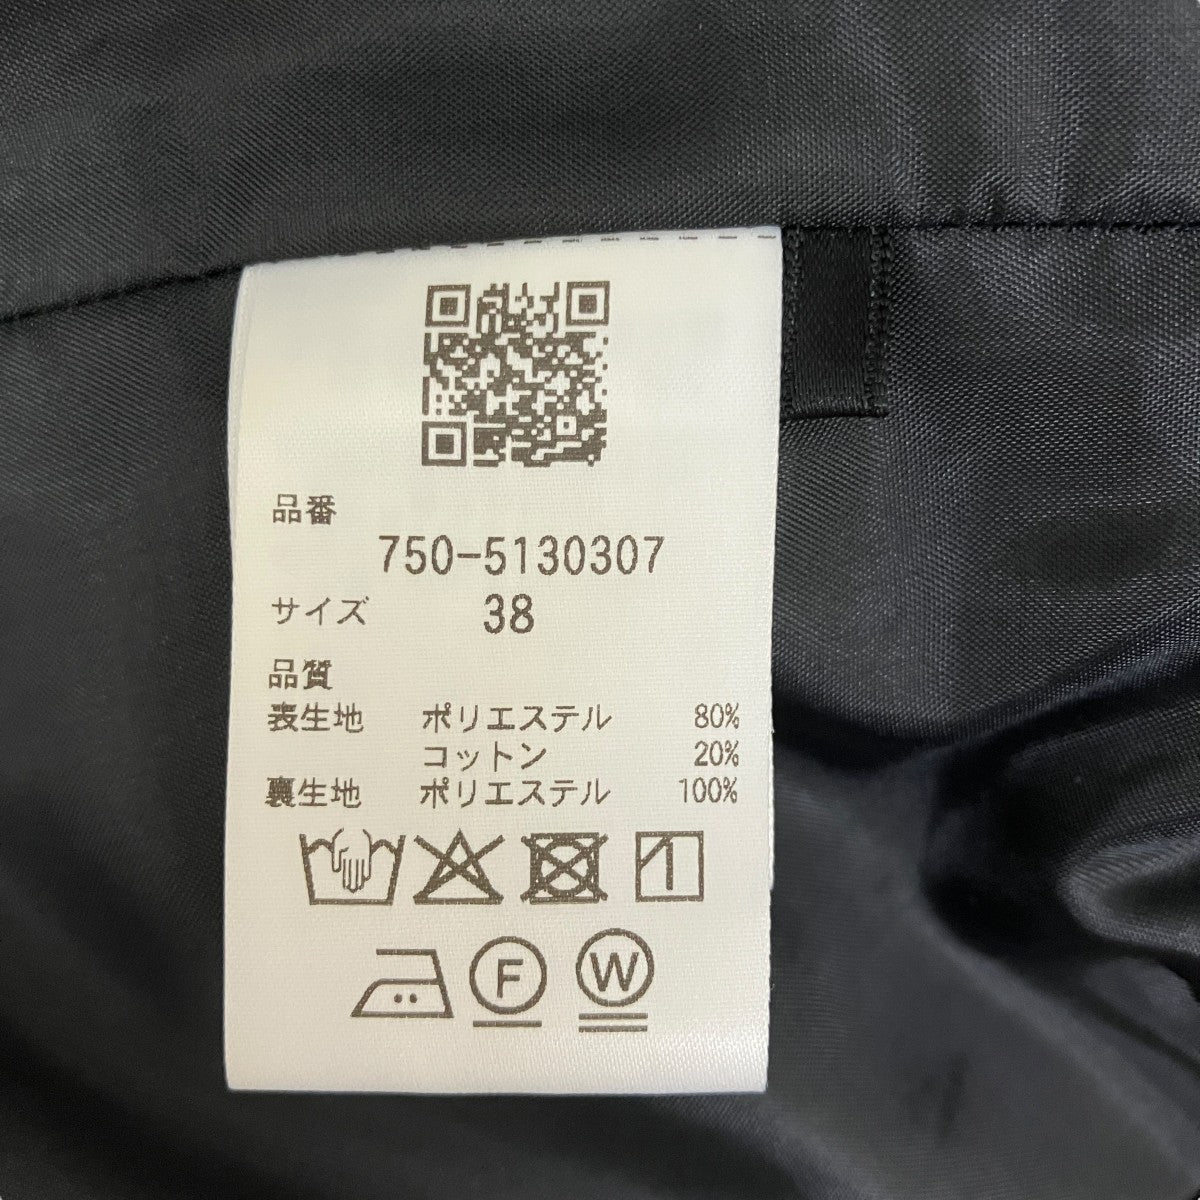 品番
750-5130307
サイズ 38
品質
表生地 ポリエステル 80%
コットン 20%
裏生地 ポリエステル 100%
F W